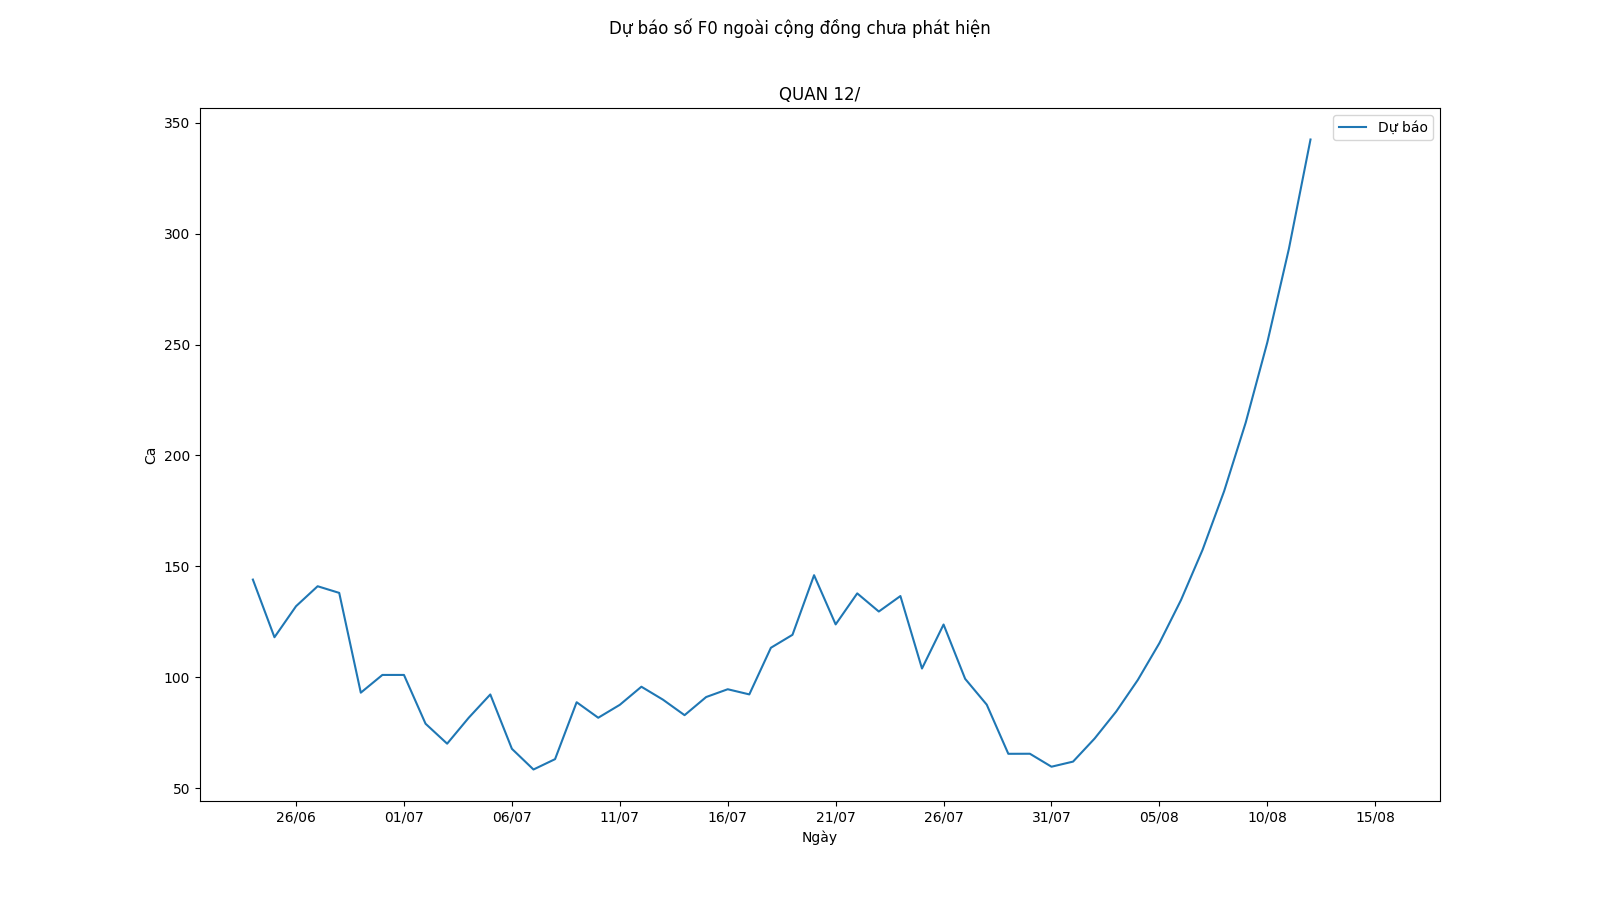 Dự báo số F0 ngoài cộng đồng chưa phát hiện
QUAN 12/
Dự báo
350
300
250
200
150
100
50
Ca
26/06 01/07 06/07 11/07 16/07 21/07 26/07 31/07 05/08 10/08 15/08
Ngày